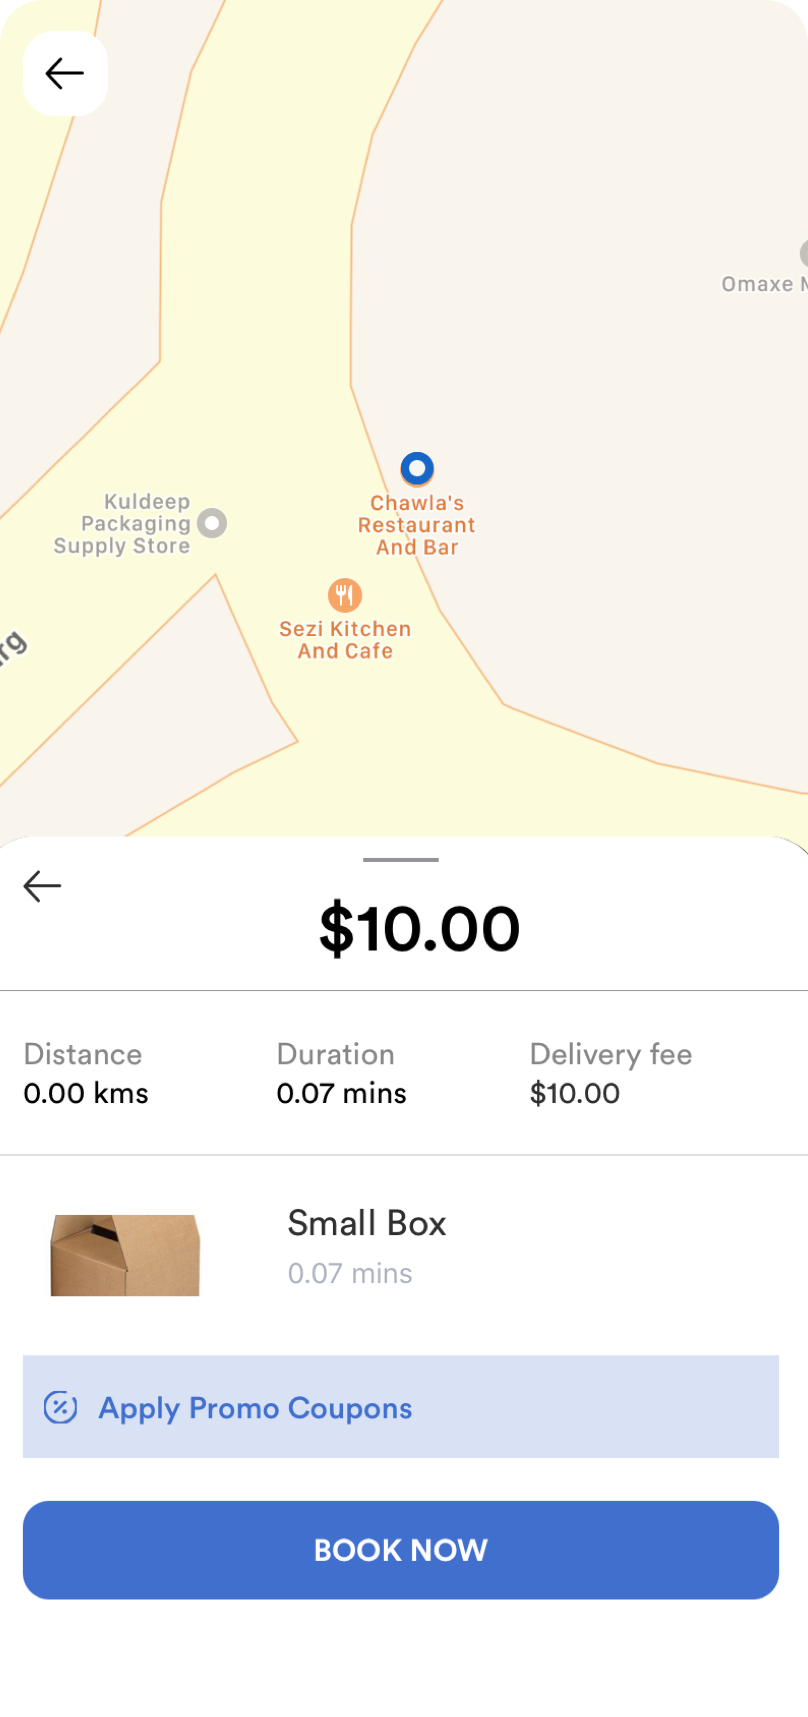 Omaxe
Kuldeep
Packaging
Supply Store
Chawla's
Restaurant
And Bar
Sezi Kitchen
And Cafe
$10.00
Distance
Duration
Delivery fee
0.00 kms
0.07 mins
$10.00
Small Box
0.07 mins
Apply Promo Coupons
BOOK NOW